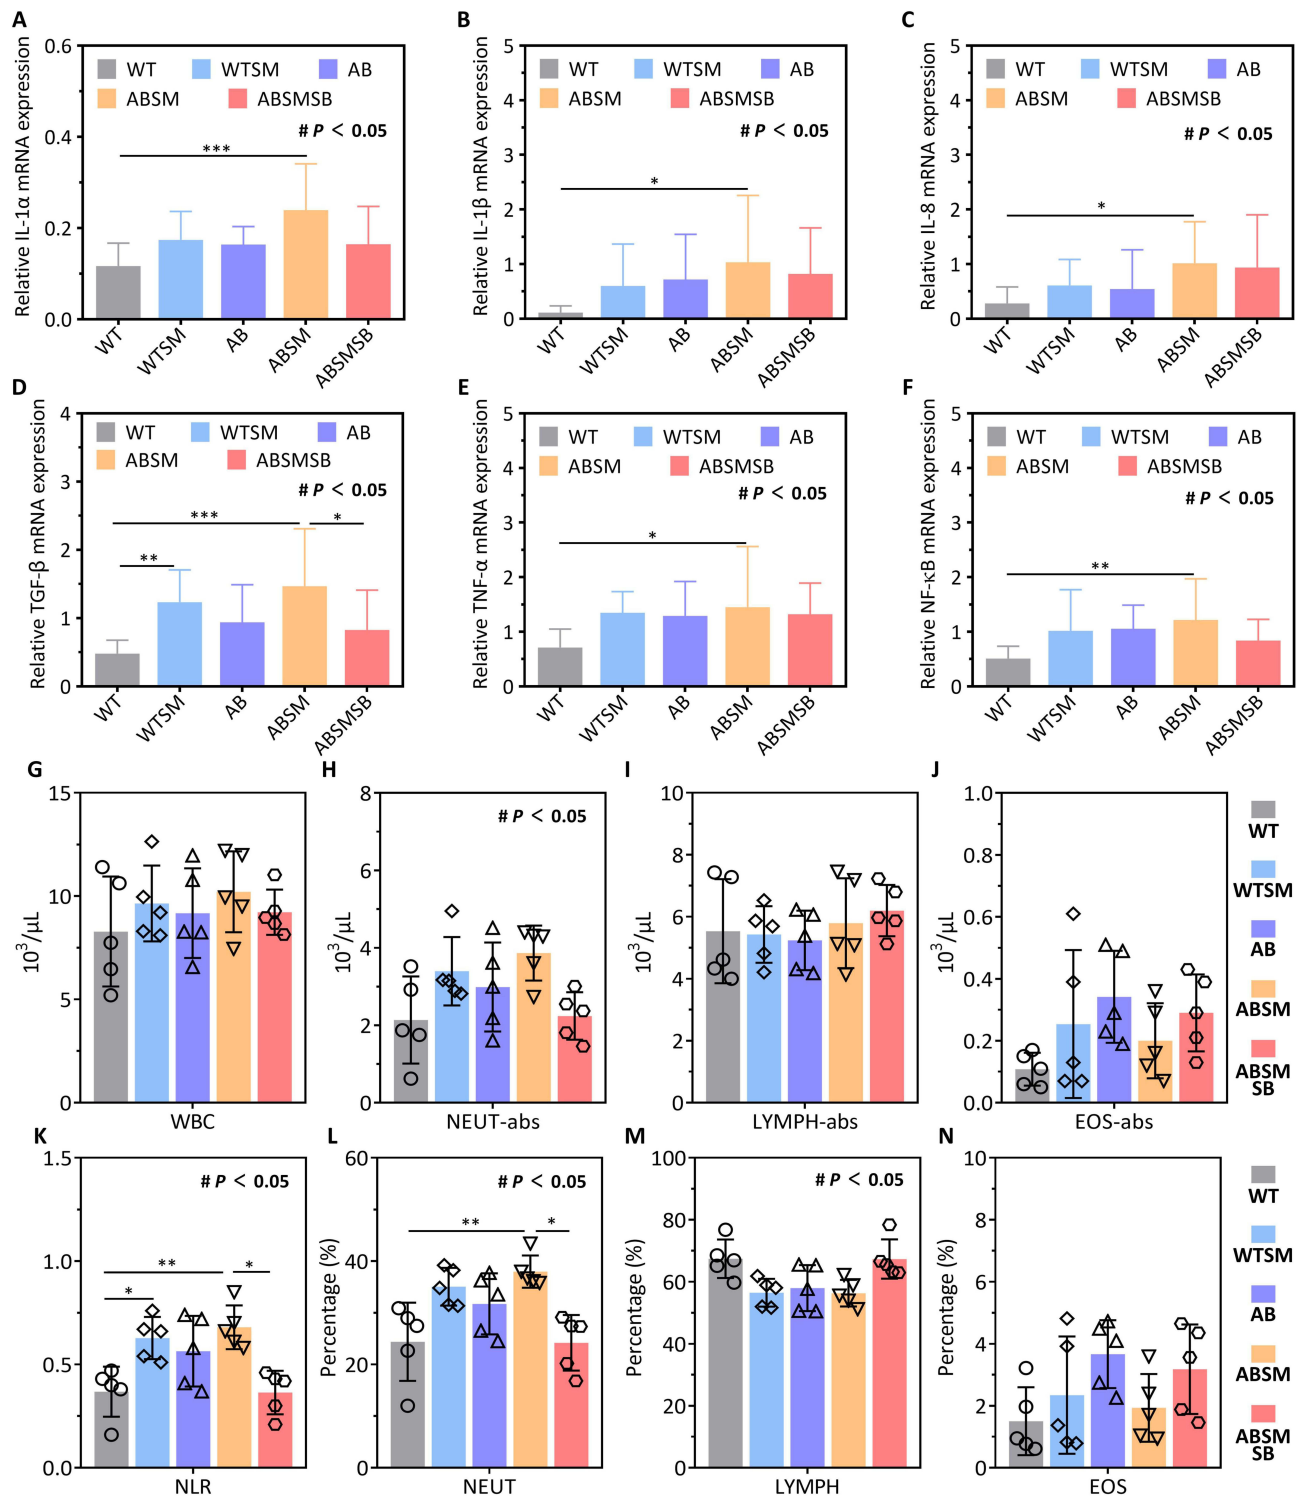 A
Relative IL-1α mRNA expression
0.6
0.4
0.2
0.0
WT WTSM AB
ABSM ABSMSB
# P < 0.05
***
WT WTSM AB ABSM ABSMSB
B
Relative IL-1β mRNA expression
5
4
3
2
1
0
WT WTSM AB
ABSM ABSMSB
# P < 0.05
*
WT WTSM AB ABSM ABSMSB
C
Relative IL-8 mRNA expression
5
4
3
2
1
0
WT WTSM AB
ABSM ABSMSB
# P < 0.05
*
WT WTSM AB ABSM ABSMSB
D
Relative TGF-β mRNA expression
4
3
2
1
0
WT WTSM AB
ABSM ABSMSB
# P < 0.05
*** *
**
WT WTSM AB ABSM ABSMSB
E
Relative TNF-α mRNA expression
5
4
3
2
1
0
WT WTSM AB
ABSM ABSMSB
# P < 0.05
*
WT WTSM AB ABSM ABSMSB
F
Relative NF-κB mRNA expression
5
4
3
2
1
0
WT WTSM AB
ABSM ABSMSB
# P < 0.05
**
WT WTSM AB ABSM ABSMSB
G
10³/μL
15
10
5
0
WBC
H
10³/μL
8
6
4
2
0
# P < 0.05
NEUT-abs
I
10³/μL
10
8
6
4
2
0
LYMPH-abs
J
10³/μL
1.0
0.8
0.6
0.4
0.2
0.0
EOS-abs
WT
WTSM
AB
ABSM
ABSM
SB
K
1.5
1.0
0.5
0.0
# P < 0.05
** *
*
NLR
L
Percentage (%)
60
40
20
0
# P < 0.05
** *
NEUT
M
Percentage (%)
100
80
60
40
20
0
# P < 0.05
LYMPH
N
Percentage (%)
10
8
6
4
2
0
EOS
WT
WTSM
AB
ABSM
ABSM
SB